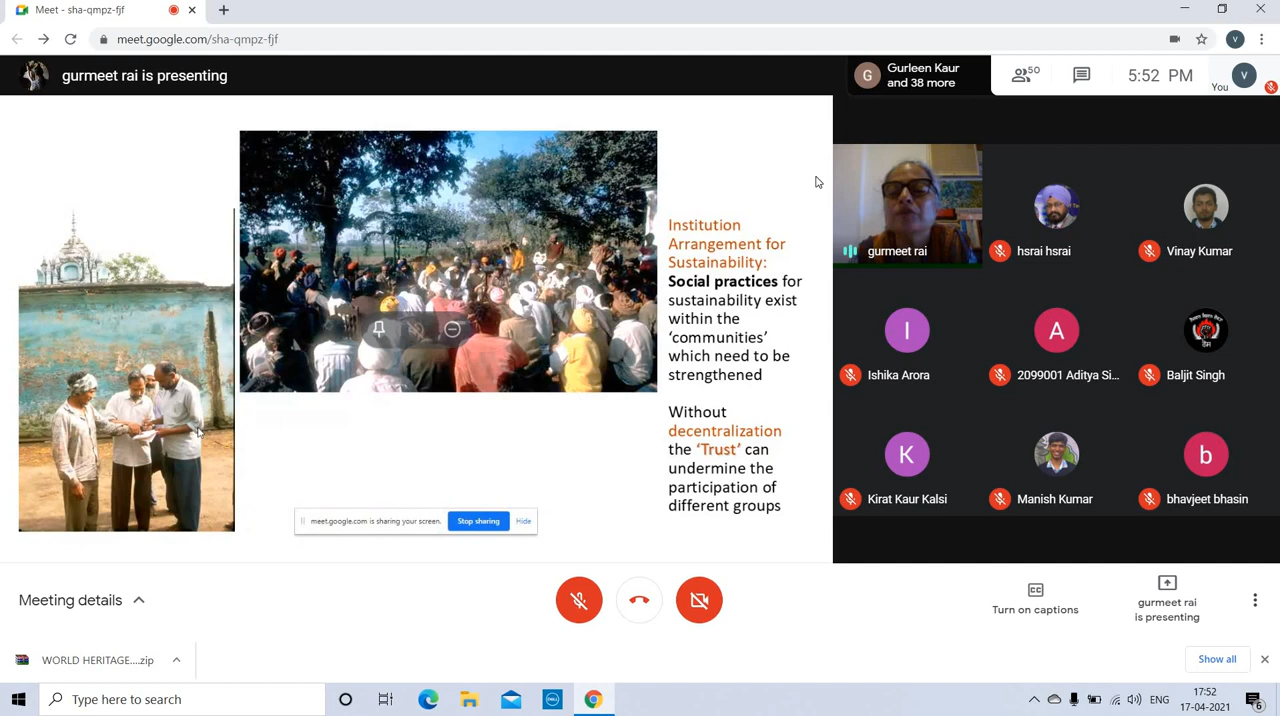 Meet - sha-qmpz-fjf
meet.google.com/sha-qmpz-fjf
gurmeet rai is presenting
G
Gurleen Kaur
and 38 more
50
5:52 PM
You
V
Institution
Arrangement for
Sustainability:
Social practices for
sustainability exist
within the
‘communities’
which need to be
strengthened
Without
decentralization
the ‘Trust’ can
undermine the
participation of
different groups
meet.google.com is sharing your screen.
Stop sharing
Hide
gurmeet rai
hsrai hsrai
Vinay Kumar
I
Ishika Arora
A
2099001 Aditya Si...
Baljit Singh
K
Kirat Kaur Kalsi
Manish Kumar
b
bhavjeet bhasin
Meeting details
CC
Turn on captions
gurmeet rai
is presenting
WORLD HERITAGE....zip
Show all
Type here to search
DELL
ENG
17:52
17-04-2021
6